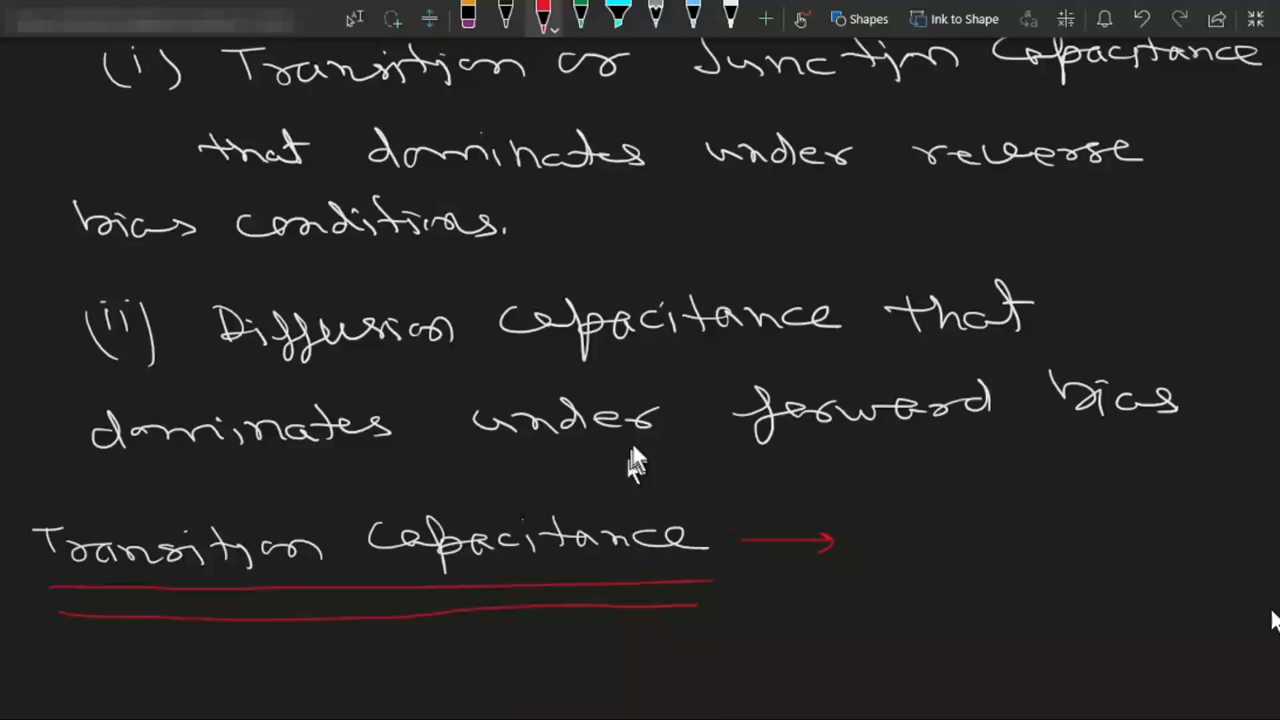 Shapes Ink to Shape
(i) Transition or Junction Capacitance
that dominates under reverse
bias conditions.
(ii) Diffusion Capacitance that
dominates under forward bias
Transition Capacitance →